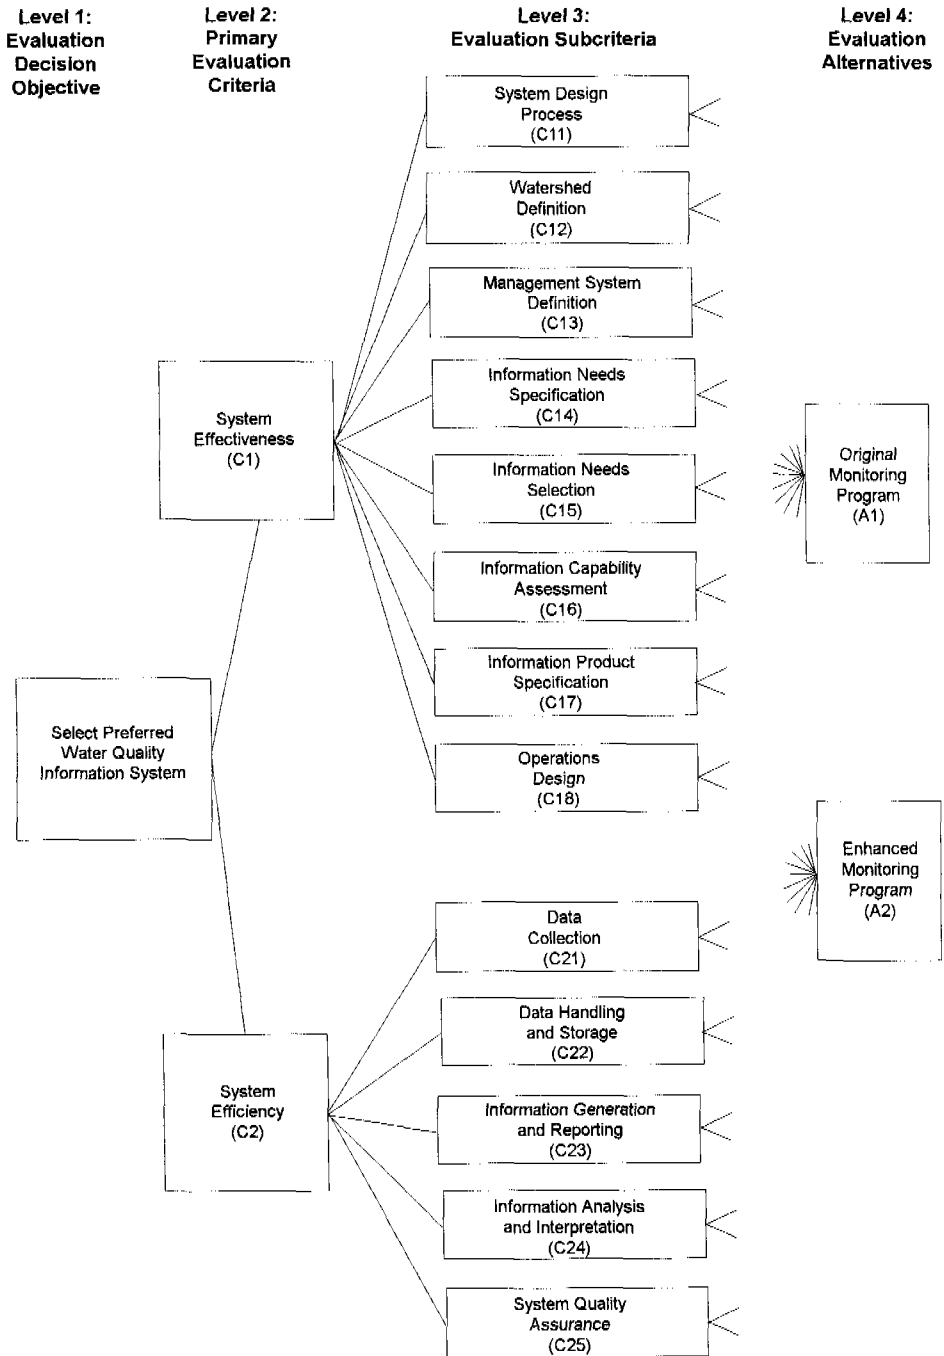 Level 1:
Evaluation
Decision
Objective
Level 2:
Primary
Evaluation
Criteria
Level 3:
Evaluation Subcriteria
Level 4:
Evaluation
Alternatives
System Design
Process
(C11)
Watershed
Definition
(C12)
Management System
Definition
(C13)
Information Needs
Specification
(C14)
System
Effectiveness
(C1)
Information Needs
Selection
(C15)
Original
Monitoring
Program
(A1)
Information Capability
Assessment
(C16)
Information Product
Specification
(C17)
Select Preferred
Water Quality
Information System
Operations
Design
(C18)
Enhanced
Monitoring
Program
(A2)
Data
Collection
(C21)
Data Handling
and Storage
(C22)
System
Efficiency
(C2)
Information Generation
and Reporting
(C23)
Information Analysis
and Interpretation
(C24)
System Quality
Assurance
(C25)